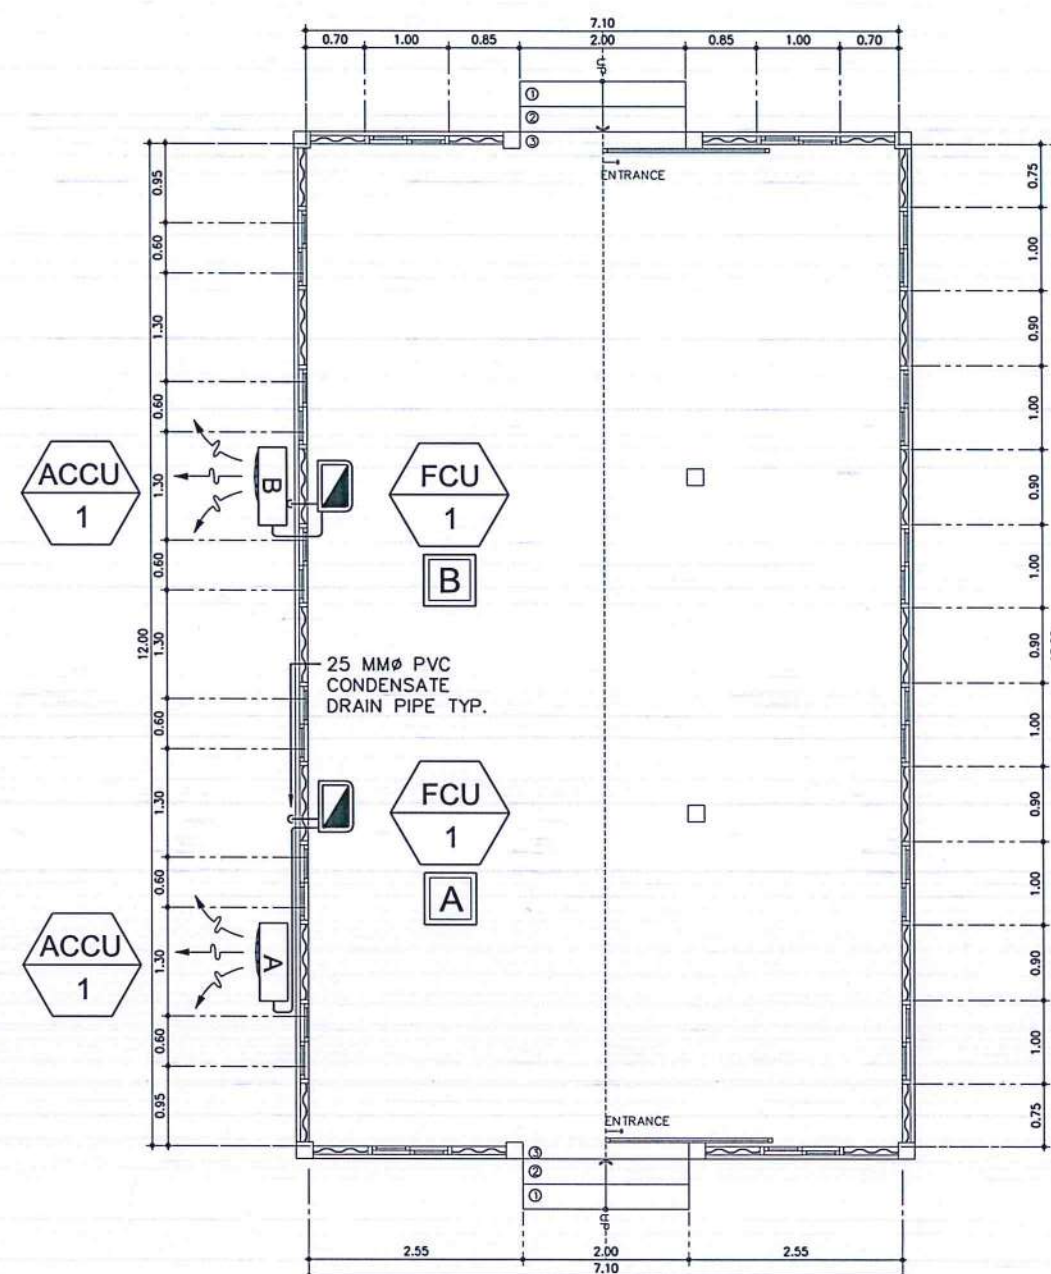 7.10
0.70 1.00 0.85 2.00 0.85 1.00 0.70
UP
①
②
③
ENTRANCE
12.00
0.95
0.60
1.30
0.60
1.30
0.60
1.30
0.60
1.30
0.60
1.30
0.60
0.95
0.75
1.00
0.90
1.00
0.90
1.00
0.90
1.00
0.90
1.00
0.90
1.00
0.75
ACCU
1
B
FCU
1
B
25 MMØ PVC
CONDENSATE
DRAIN PIPE TYP.
FCU
1
A
ACCU
1
A
ENTRANCE
③
②
①
UP
2.55 2.00 2.55
7.10